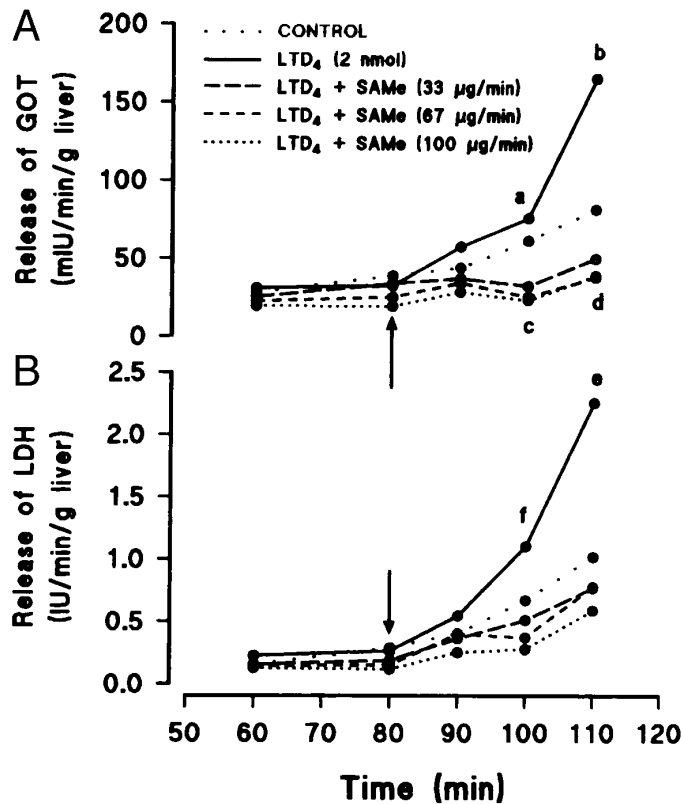 A
200
150
100
50
0
Release of GOT
(mIU/min/g liver)
CONTROL
LTD₄ (2 nmol)
LTD₄ + SAMe (33 µg/min)
LTD₄ + SAMe (67 µg/min)
LTD₄ + SAMe (100 µg/min)
a
b
c
d
B
2.5
2.0
1.5
1.0
0.5
0.0
Release of LDH
(IU/min/g liver)
e
f
50 60 70 80 90 100 110 120
Time (min)